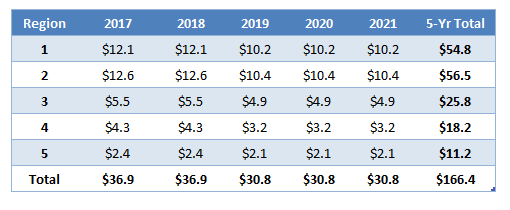 Region 2017 2018 2019 2020 2021 5-Yr Total
1 $12.1 $12.1 $10.2 $10.2 $10.2 $54.8
2 $12.6 $12.6 $10.4 $10.4 $10.4 $56.5
3 $5.5 $5.5 $4.9 $4.9 $4.9 $25.8
4 $4.3 $4.3 $3.2 $3.2 $3.2 $18.2
5 $2.4 $2.4 $2.1 $2.1 $2.1 $11.2
Total $36.9 $36.9 $30.8 $30.8 $30.8 $166.4